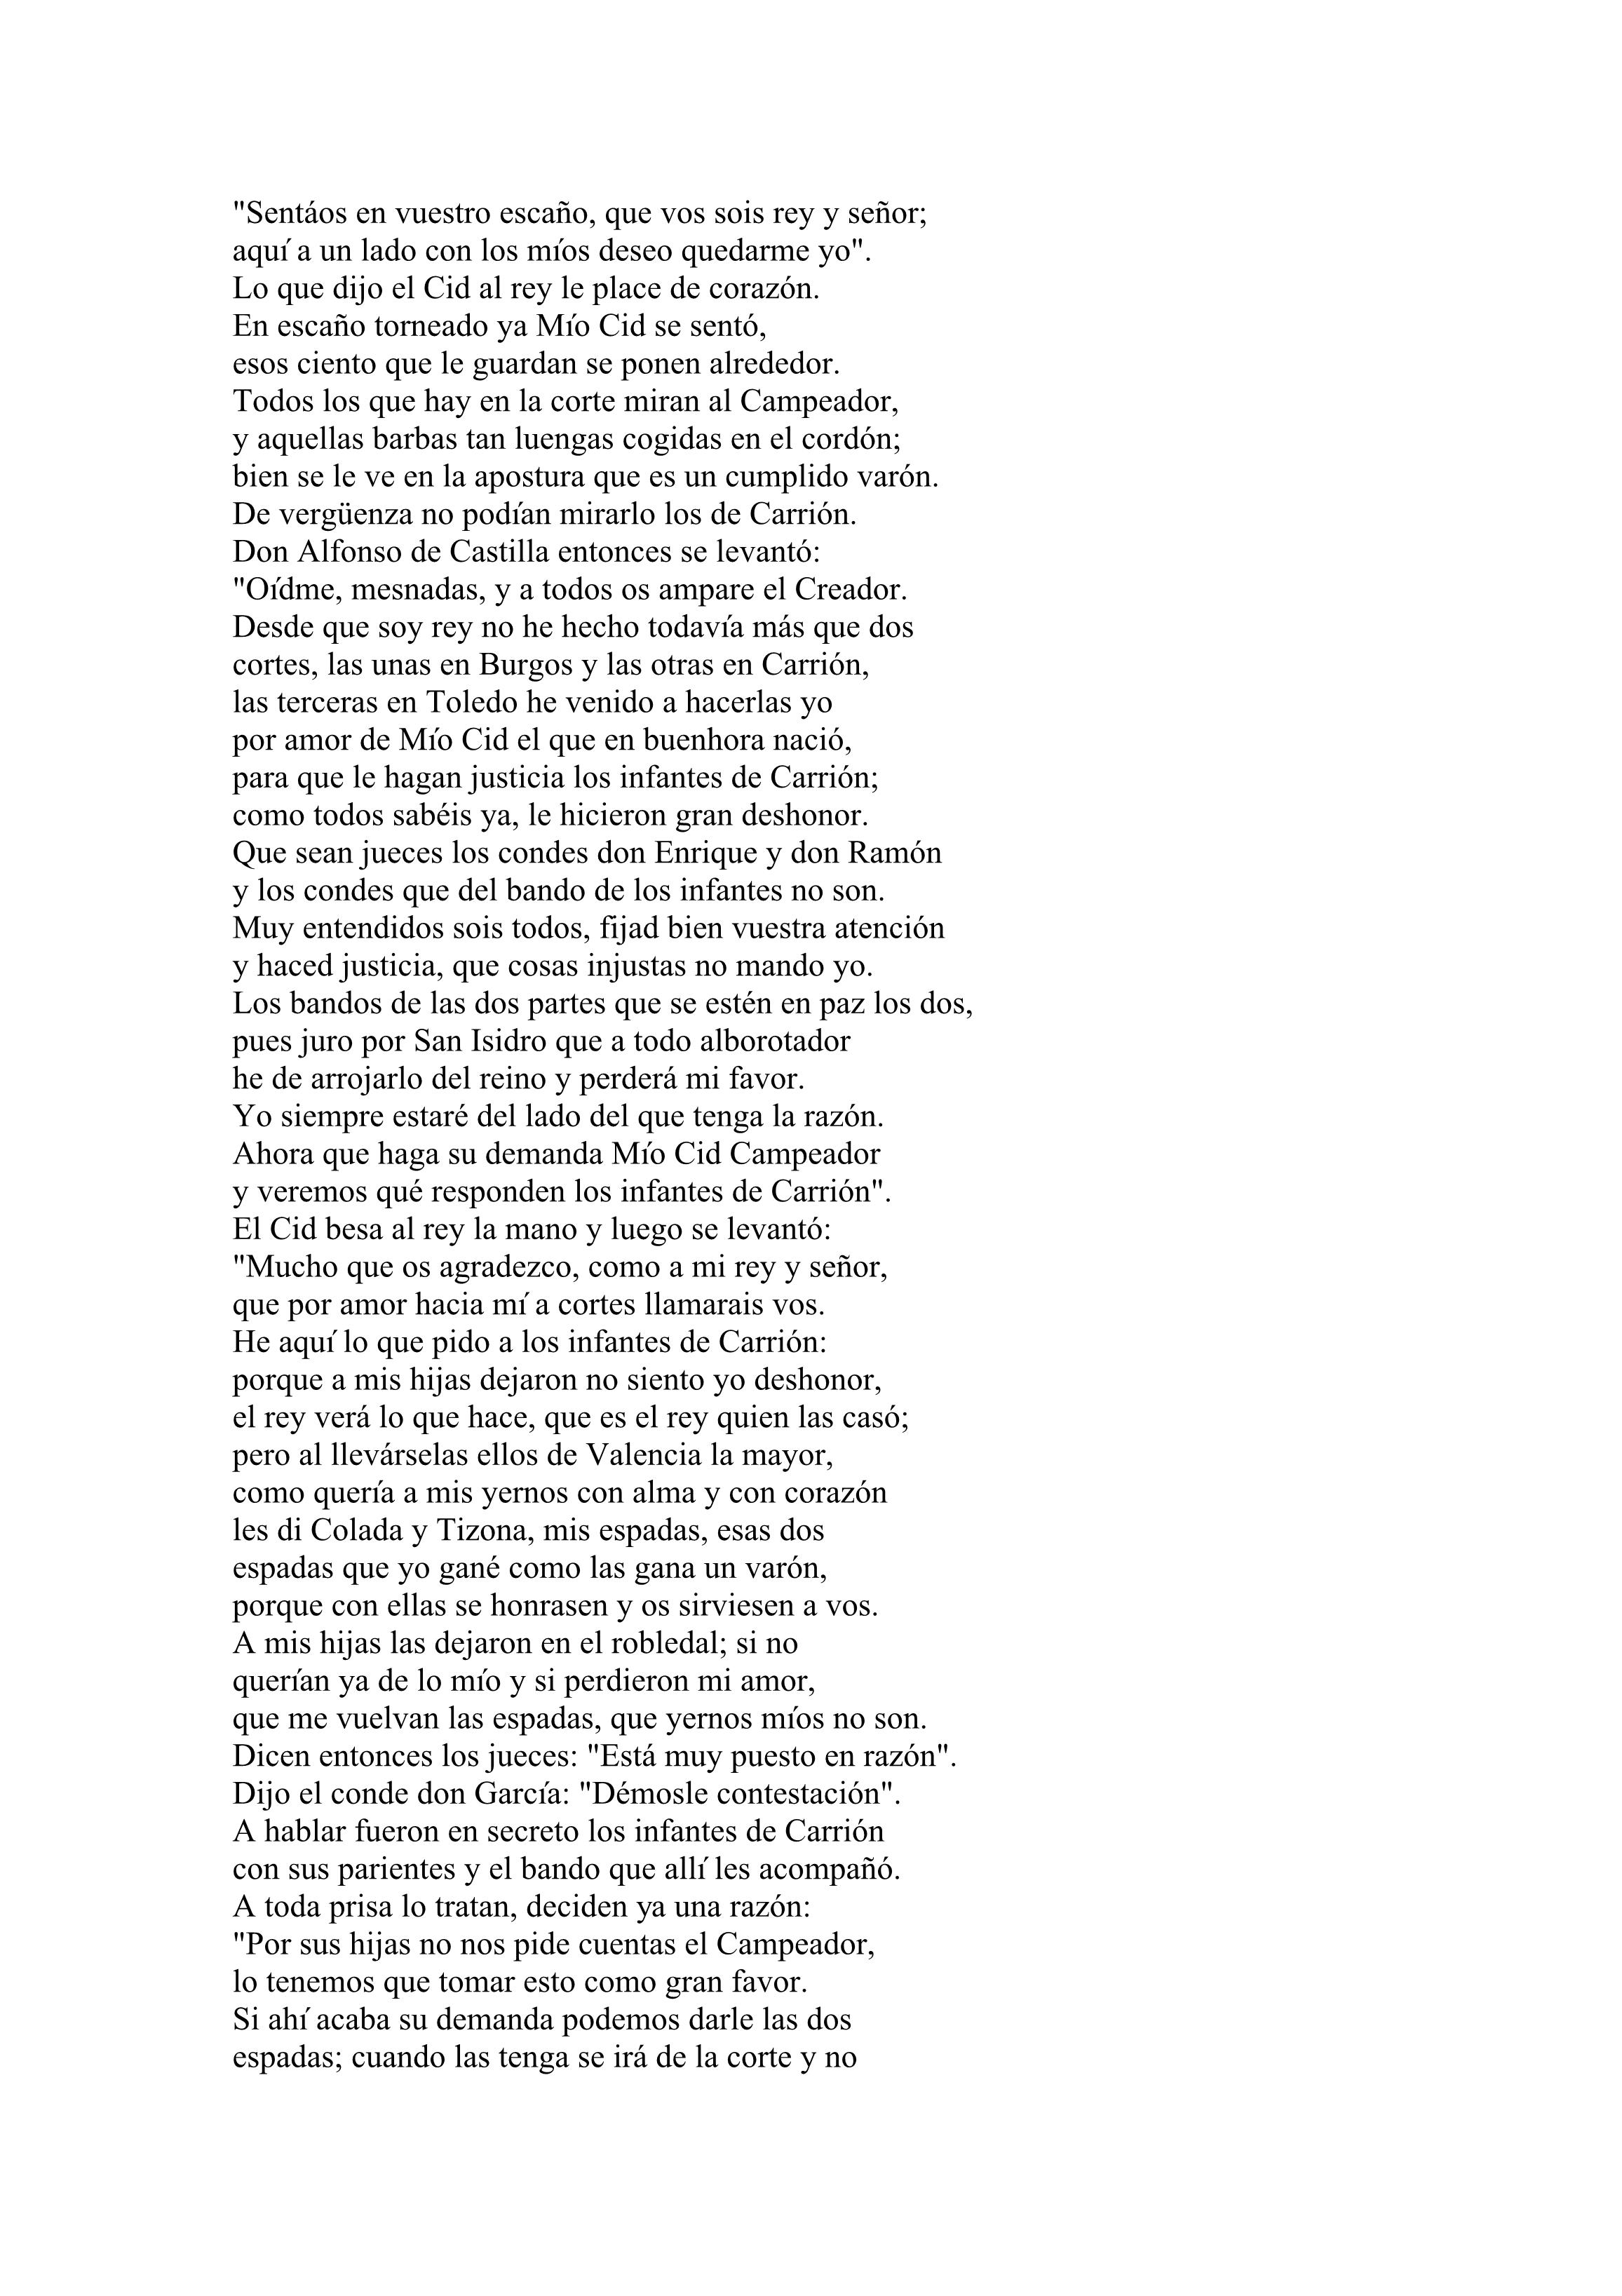 "Sentáos en vuestro escaño, que vos sois rey y señor;
aquí a un lado con los míos deseo quedarme yo".
Lo que dijo el Cid al rey le place de corazón.
En escaño torneado ya Mío Cid se sentó,
esos ciento que le guardan se ponen alrededor.
Todos los que hay en la corte miran al Campeador,
y aquellas barbas tan luengas cogidas en el cordón;
bien se le ve en la apostura que es un cumplido varón.
De vergüenza no podían mirarlo los de Carrión.
Don Alfonso de Castilla entonces se levantó:
"Oídme, mesnadas, y a todos os ampare el Creador.
Desde que soy rey no he hecho todavía más que dos
cortes, las unas en Burgos y las otras en Carrión,
las terceras en Toledo he venido a hacerlas yo
por amor de Mío Cid el que en buenhora nació,
para que le hagan justicia los infantes de Carrión;
como todos sabéis ya, le hicieron gran deshonor.
Que sean jueces los condes don Enrique y don Ramón
y los condes que del bando de los infantes no son.
Muy entendidos sois todos, fijad bien vuestra atención
y haced justicia, que cosas injustas no mando yo.
Los bandos de las dos partes que se estén en paz los dos,
pues juro por San Isidro que a todo alborotador
he de arrojarlo del reino y perderá mi favor.
Yo siempre estaré del lado del que tenga la razón.
Ahora que haga su demanda Mío Cid Campeador
y veremos qué responden los infantes de Carrión".
El Cid besa al rey la mano y luego se levantó:
"Mucho que os agradezco, como a mi rey y señor,
que por amor hacia mí a cortes llamarais vos.
He aquí lo que pido a los infantes de Carrión:
porque a mis hijas dejaron no siento yo deshonor,
el rey verá lo que hace, que es el rey quien las casó;
pero al llevárselas ellos de Valencia la mayor,
como quería a mis yernos con alma y con corazón
les di Colada y Tizona, mis espadas, esas dos
espadas que yo gané como las gana un varón,
porque con ellas se honrasen y os sirviesen a vos.
A mis hijas las dejaron en el robledal; si no
querían ya de lo mío y si perdieron mi amor,
que me vuelvan las espadas, que yernos míos no son.
Dicen entonces los jueces: "Está muy puesto en razón".
Dijo el conde don García: "Démosle contestación".
A hablar fueron en secreto los infantes de Carrión
con sus parientes y el bando que allí les acompañó.
A toda prisa lo tratan, deciden ya una razón:
"Por sus hijas no nos pide cuentas el Campeador,
lo tenemos que tomar esto como gran favor.
Si ahí acaba su demanda podemos darle las dos
espadas; cuando las tenga se irá de la corte y no